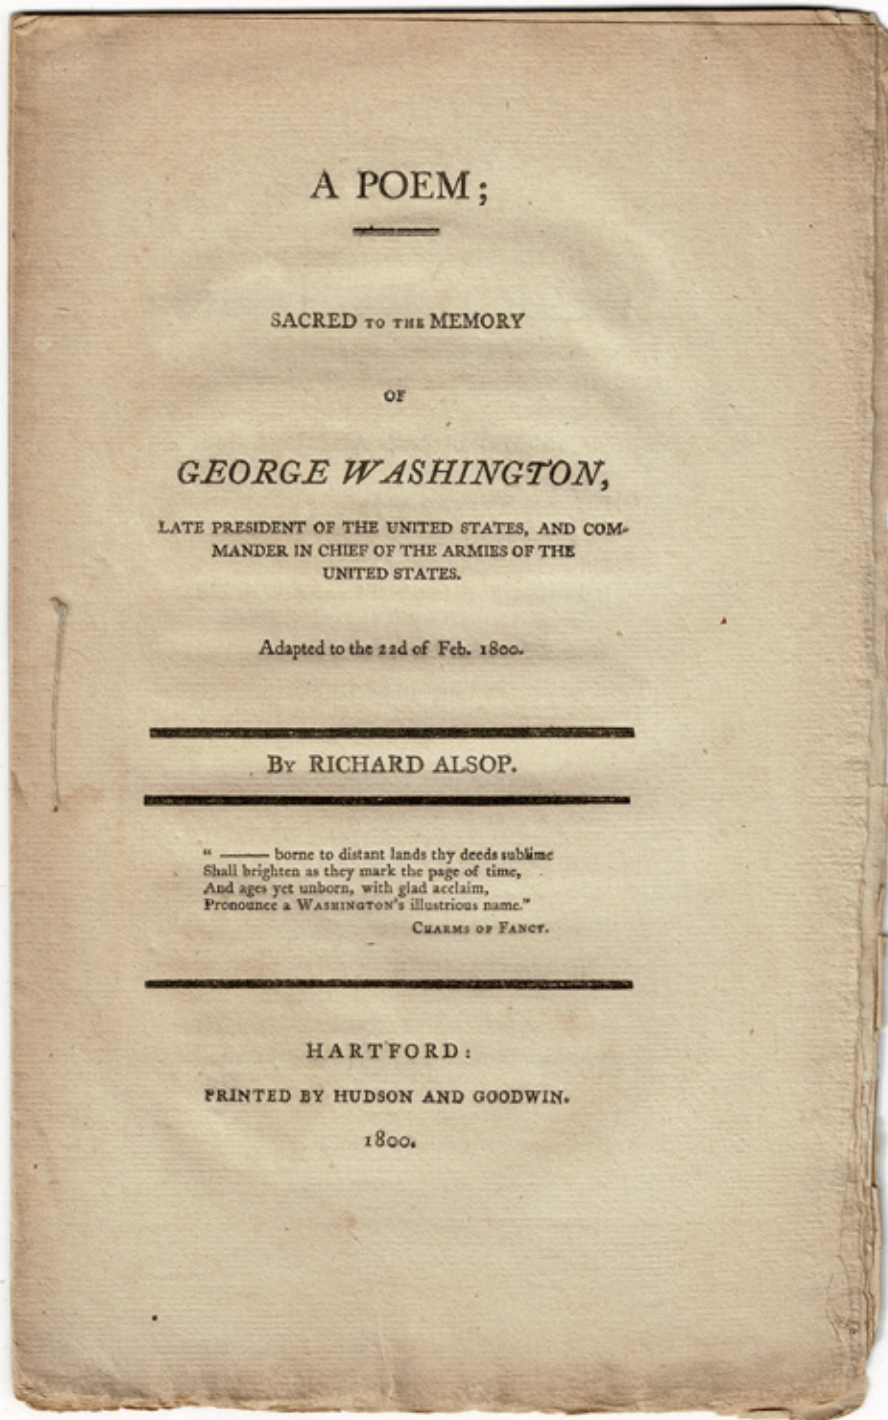 A POEM;
SACRED TO THE MEMORY
OF
GEORGE WASHINGTON,
LATE PRESIDENT OF THE UNITED STATES, AND COM-
MANDER IN CHIEF OF THE ARMIES OF THE
UNITED STATES.
Adapted to the 22d of Feb. 1800.
BY RICHARD ALSOP.
“ —— borne to distant lands thy deeds sublime
Shall brighten as they mark the page of time,
And ages yet unborn, with glad acclaim,
Pronounce a WASHINGTON's illustrious name.”
CHARMS OF FANCY.
HARTFORD:
PRINTED BY HUDSON AND GOODWIN.
1800.